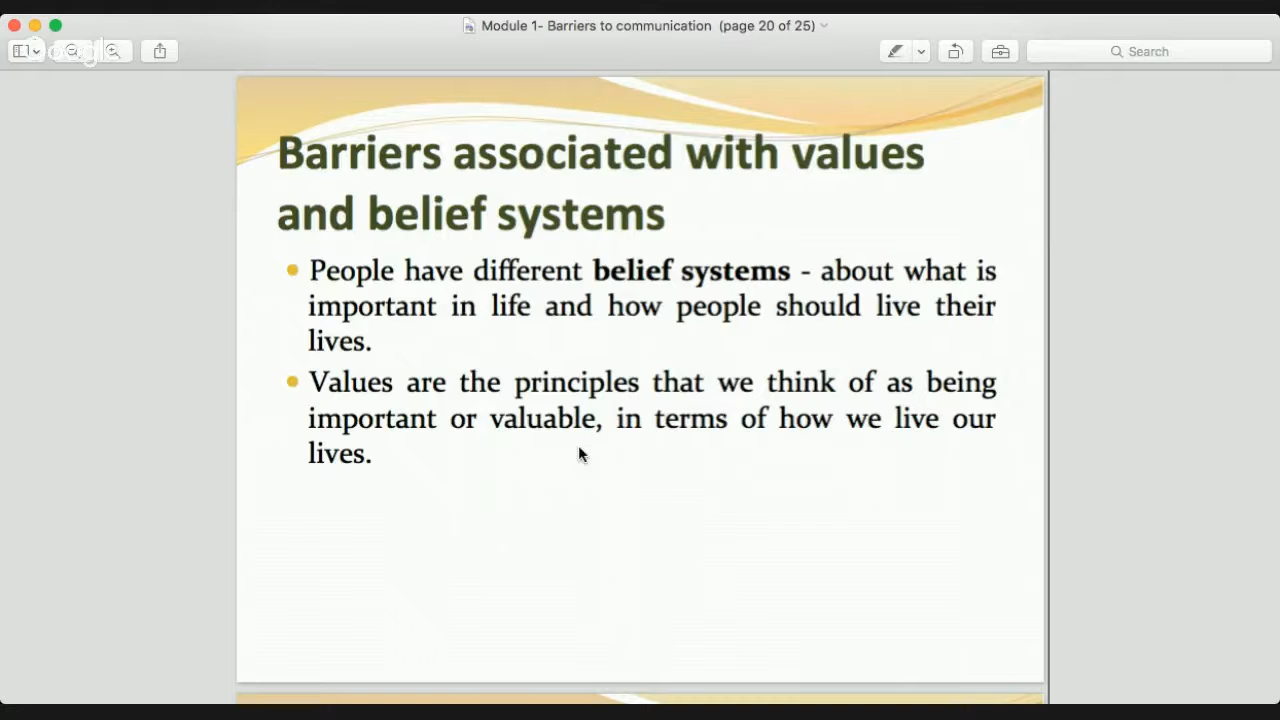 Module 1- Barriers to communication (page 20 of 25)
Google
Search
Barriers associated with values
and belief systems
People have different belief systems - about what is
important in life and how people should live their
lives.
Values are the principles that we think of as being
important or valuable, in terms of how we live our
lives.